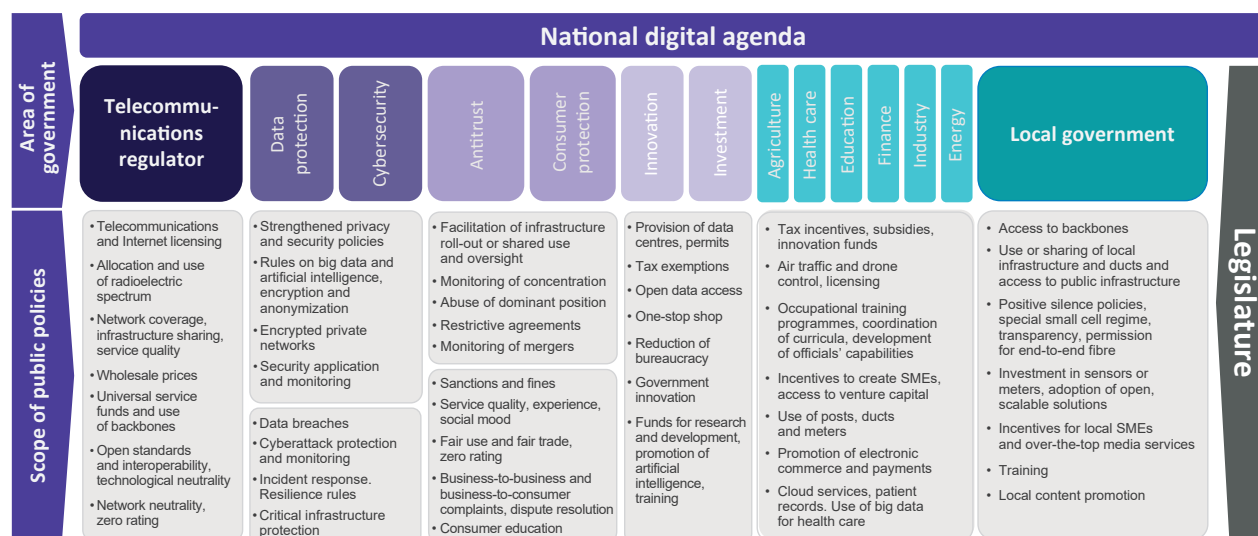 National digital agenda
Area of
government
Telecommu-
nications
regulator
Data
protection
Cybersecurity
Antitrust
Consumer
protection
Innovation
Investment
Agriculture
Health care
Education
Finance
Industry
Energy
Local government
Legislature
Scope of public policies
• Telecommunications
and Internet licensing
• Allocation and use
of radioelectric
spectrum
• Network coverage,
infrastructure sharing,
service quality
• Wholesale prices
• Universal service
funds and use
of backbones
• Open standards
and interoperability,
technological neutrality
• Network neutrality,
zero rating
• Strengthened privacy
and security policies
• Rules on big data and
artificial intelligence,
encryption and
anonymization
• Encrypted private
networks
• Security application
and monitoring
• Data breaches
• Cyberattack protection
and monitoring
• Incident response.
Resilience rules
• Critical infrastructure
protection
• Facilitation of infrastructure
roll-out or shared use
and oversight
• Monitoring of concentration
• Abuse of dominant position
• Restrictive agreements
• Monitoring of mergers
• Sanctions and fines
• Service quality, experience,
social mood
• Fair use and fair trade,
zero rating
• Business-to-business and
business-to-consumer
complaints, dispute resolution
• Consumer education
• Provision of data
centres, permits
• Tax exemptions
• Open data access
• One-stop shop
• Reduction of
bureaucracy
• Government
innovation
• Funds for research
and development,
promotion of
artificial
intelligence,
training
• Tax incentives, subsidies,
innovation funds
• Air traffic and drone
control, licensing
• Occupational training
programmes, coordination
of curricula, development
of officials' capabilities
• Incentives to create SMEs,
access to venture capital
• Use of posts, ducts
and meters
• Promotion of electronic
commerce and payments
• Cloud services, patient
records. Use of big data
for health care
• Access to backbones
• Use or sharing of local
infrastructure and ducts and
access to public infrastructure
• Positive silence policies,
special small cell regime,
transparency, permission
for end-to-end fibre
• Investment in sensors or
meters, adoption of open,
scalable solutions
• Incentives for local SMEs
and over-the-top media services
• Training
• Local content promotion